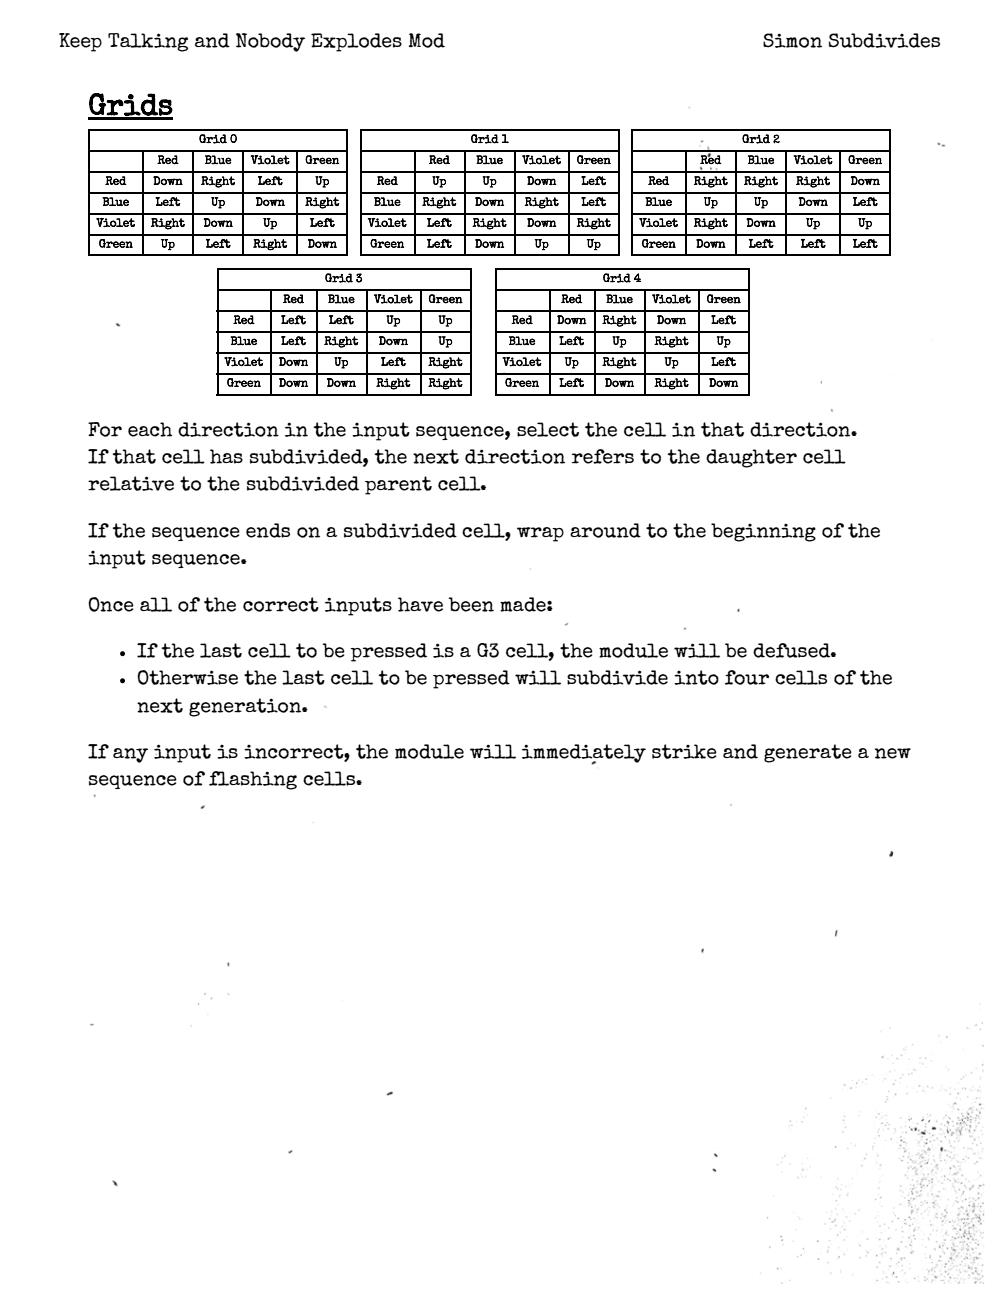 Keep Talking and Nobody Explodes Mod Simon Subdivides
Grids
Grid 0
Red Blue Violet Green
Red Down Right Left Up
Blue Left Up Down Right
Violet Right Down Up Left
Green Up Left Right Down
Grid 1
Red Blue Violet Green
Red Up Up Down Left
Blue Right Down Right Left
Violet Left Right Down Right
Green Left Down Up Up
Grid 2
Red Blue Violet Green
Red Right Right Right Down
Blue Up Up Down Left
Violet Right Down Up Up
Green Down Left Left Left
Grid 3
Red Blue Violet Green
Red Left Left Up Up
Blue Left Right Down Up
Violet Down Up Left Right
Green Down Down Right Right
Grid 4
Red Blue Violet Green
Red Down Right Down Left
Blue Left Up Right Up
Violet Up Right Up Left
Green Left Down Right Down
For each direction in the input sequence, select the cell in that direction.
If that cell has subdivided, the next direction refers to the daughter cell
relative to the subdivided parent cell.
If the sequence ends on a subdivided cell, wrap around to the beginning of the
input sequence.
Once all of the correct inputs have been made:
• If the last cell to be pressed is a G3 cell, the module will be defused.
• Otherwise the last cell to be pressed will subdivide into four cells of the
next generation.
If any input is incorrect, the module will immediately strike and generate a new
sequence of flashing cells.